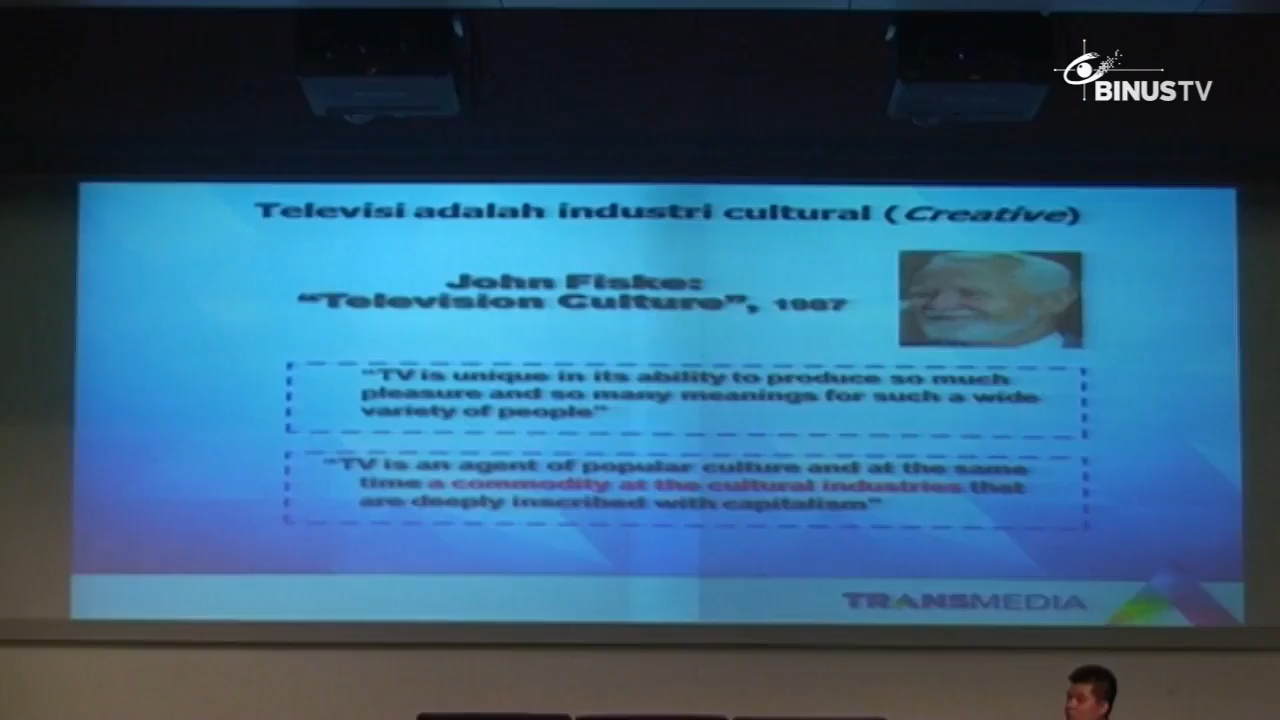 BINUSTV
Televisi adalah industri cultural (Creative)
John Fiske:
“Television Culture”, 1987
“TV is unique in its ability to produce so much
pleasure and so many meanings for such a wide
variety of people”
“TV is an agent of popular culture and at the same
time a commodity at the cultural industries that
are deeply inscribed with capitalism”
TRANSMEDIA